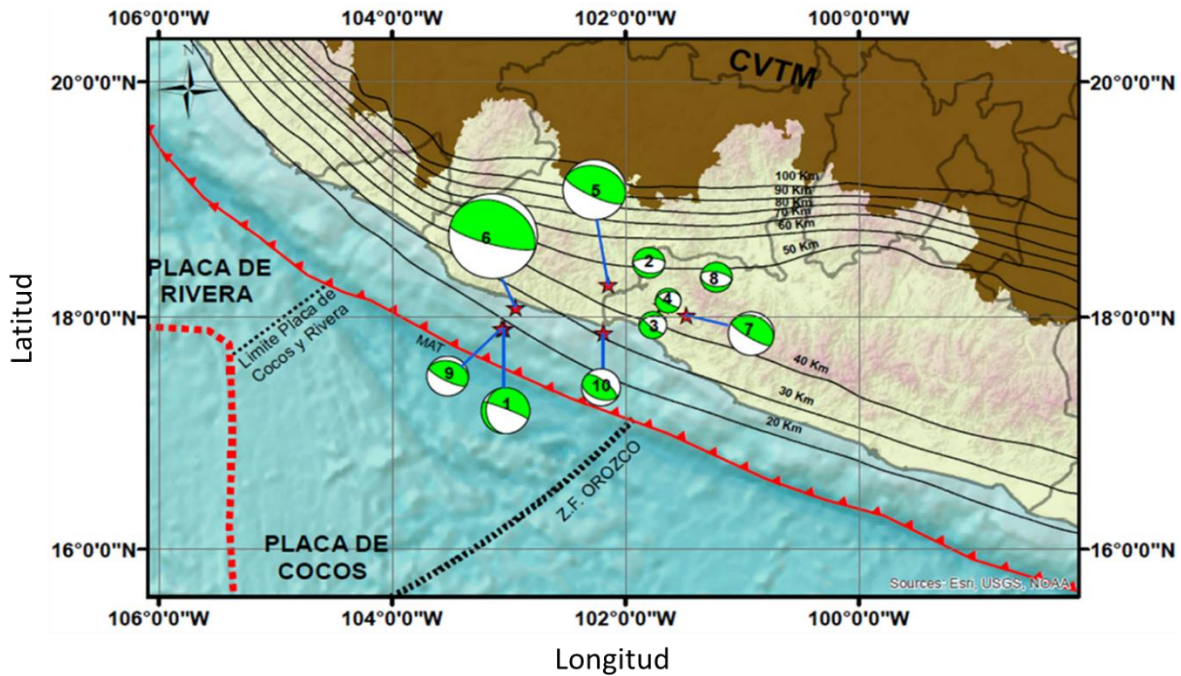 106°0'0"W 104°0'0"W 102°0'0"W 100°0'0"W
N
CVTM
20°0'0"N 20°0'0"N
100 Km
90 Km
80 Km
70 Km
60 Km
50 Km
5
6
2
8
4
3
7
PLACA DE
RIVERA
Limite Placa de
Cocos y Rivera
18°0'0"N 18°0'0"N
MAT
9
1
10
40 Km
30 Km
20 Km
Z.F. OROZCO
PLACA DE
COCOS
16°0'0"N 16°0'0"N
Sources: Esri, USGS, NOAA
106°0'0"W 104°0'0"W 102°0'0"W 100°0'0"W
Latitud
Longitud